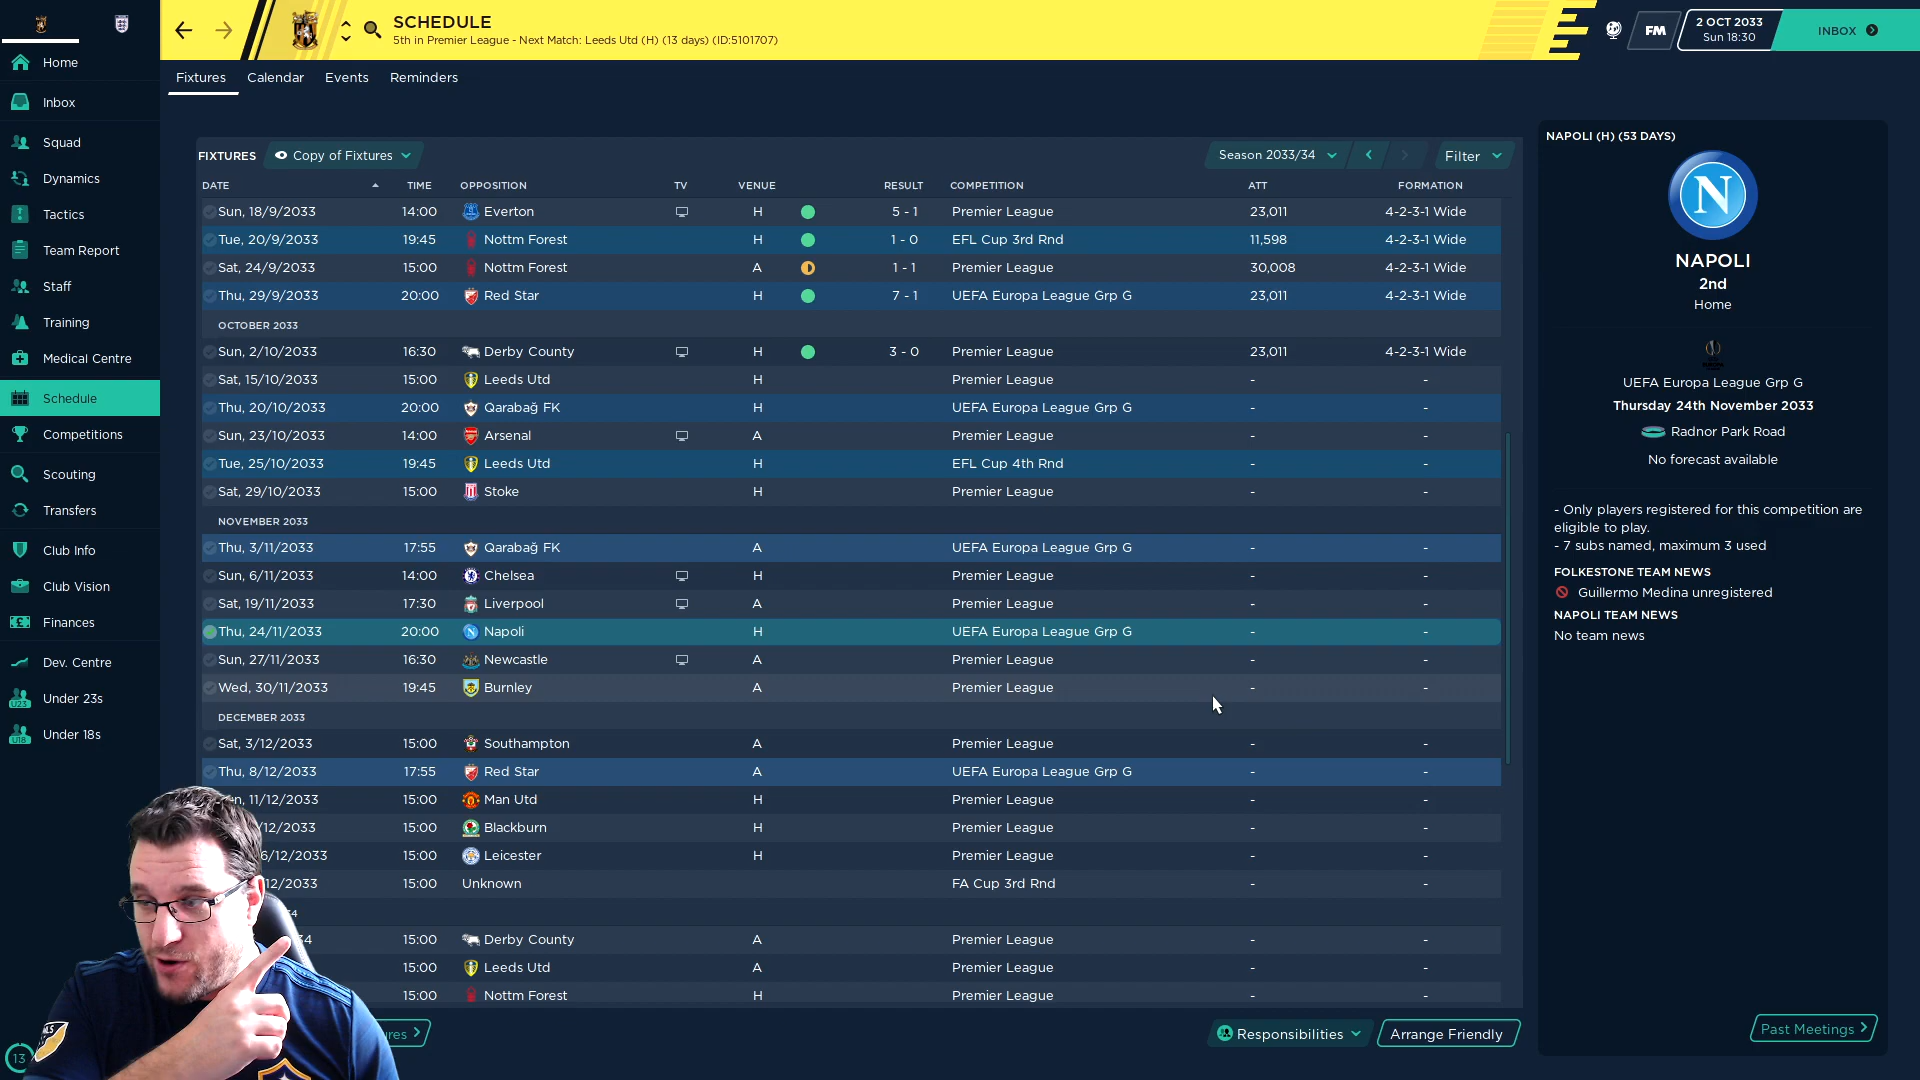 SCHEDULE
5th in Premier League - Next Match: Leeds Utd (H) (13 days) (ID:5101707)
FM
2 OCT 2033
Sun 18:30
INBOX
Home
Inbox
Squad
Dynamics
Tactics
Team Report
Staff
Training
Medical Centre
Schedule
Competitions
Scouting
Transfers
Club Info
Club Vision
Finances
Dev. Centre
Under 23s
Under 18s
13
Fixtures Calendar Events Reminders
FIXTURES Copy of Fixtures Season 2033/34 Filter
DATE TIME OPPOSITION TV VENUE RESULT COMPETITION ATT FORMATION
Sun, 18/9/2033 14:00 Everton H 5 - 1 Premier League 23,011 4-2-3-1 Wide
Tue, 20/9/2033 19:45 Nottm Forest H 1 - 0 EFL Cup 3rd Rnd 11,598 4-2-3-1 Wide
Sat, 24/9/2033 15:00 Nottm Forest A 1 - 1 Premier League 30,008 4-2-3-1 Wide
Thu, 29/9/2033 20:00 Red Star H 7 - 1 UEFA Europa League Grp G 23,011 4-2-3-1 Wide
OCTOBER 2033
Sun, 2/10/2033 16:30 Derby County H 3 - 0 Premier League 23,011 4-2-3-1 Wide
Sat, 15/10/2033 15:00 Leeds Utd H Premier League - -
Thu, 20/10/2033 20:00 Qarabağ FK H UEFA Europa League Grp G - -
Sun, 23/10/2033 14:00 Arsenal A Premier League - -
Tue, 25/10/2033 19:45 Leeds Utd H EFL Cup 4th Rnd - -
Sat, 29/10/2033 15:00 Stoke H Premier League - -
NOVEMBER 2033
Thu, 3/11/2033 17:55 Qarabağ FK A UEFA Europa League Grp G - -
Sun, 6/11/2033 14:00 Chelsea H Premier League - -
Sat, 19/11/2033 17:30 Liverpool A Premier League - -
Thu, 24/11/2033 20:00 Napoli H UEFA Europa League Grp G - -
Sun, 27/11/2033 16:30 Newcastle A Premier League - -
Wed, 30/11/2033 19:45 Burnley A Premier League - -
DECEMBER 2033
Sat, 3/12/2033 15:00 Southampton A Premier League - -
Thu, 8/12/2033 17:55 Red Star A UEFA Europa League Grp G - -
11/12/2033 15:00 Man Utd H Premier League - -
/12/2033 15:00 Blackburn H Premier League - -
6/12/2033 15:00 Leicester H Premier League - -
12/2033 15:00 Unknown FA Cup 3rd Rnd - -
34
34 15:00 Derby County A Premier League - -
15:00 Leeds Utd A Premier League - -
15:00 Nottm Forest H Premier League - -
Responsibilities Arrange Friendly
NAPOLI (H) (53 DAYS)
N
NAPOLI
2nd
Home
UEFA Europa League Grp G
Thursday 24th November 2033
Radnor Park Road
No forecast available
- Only players registered for this competition are
eligible to play.
- 7 subs named, maximum 3 used
FOLKESTONE TEAM NEWS
Guillermo Medina unregistered
NAPOLI TEAM NEWS
No team news
Past Meetings